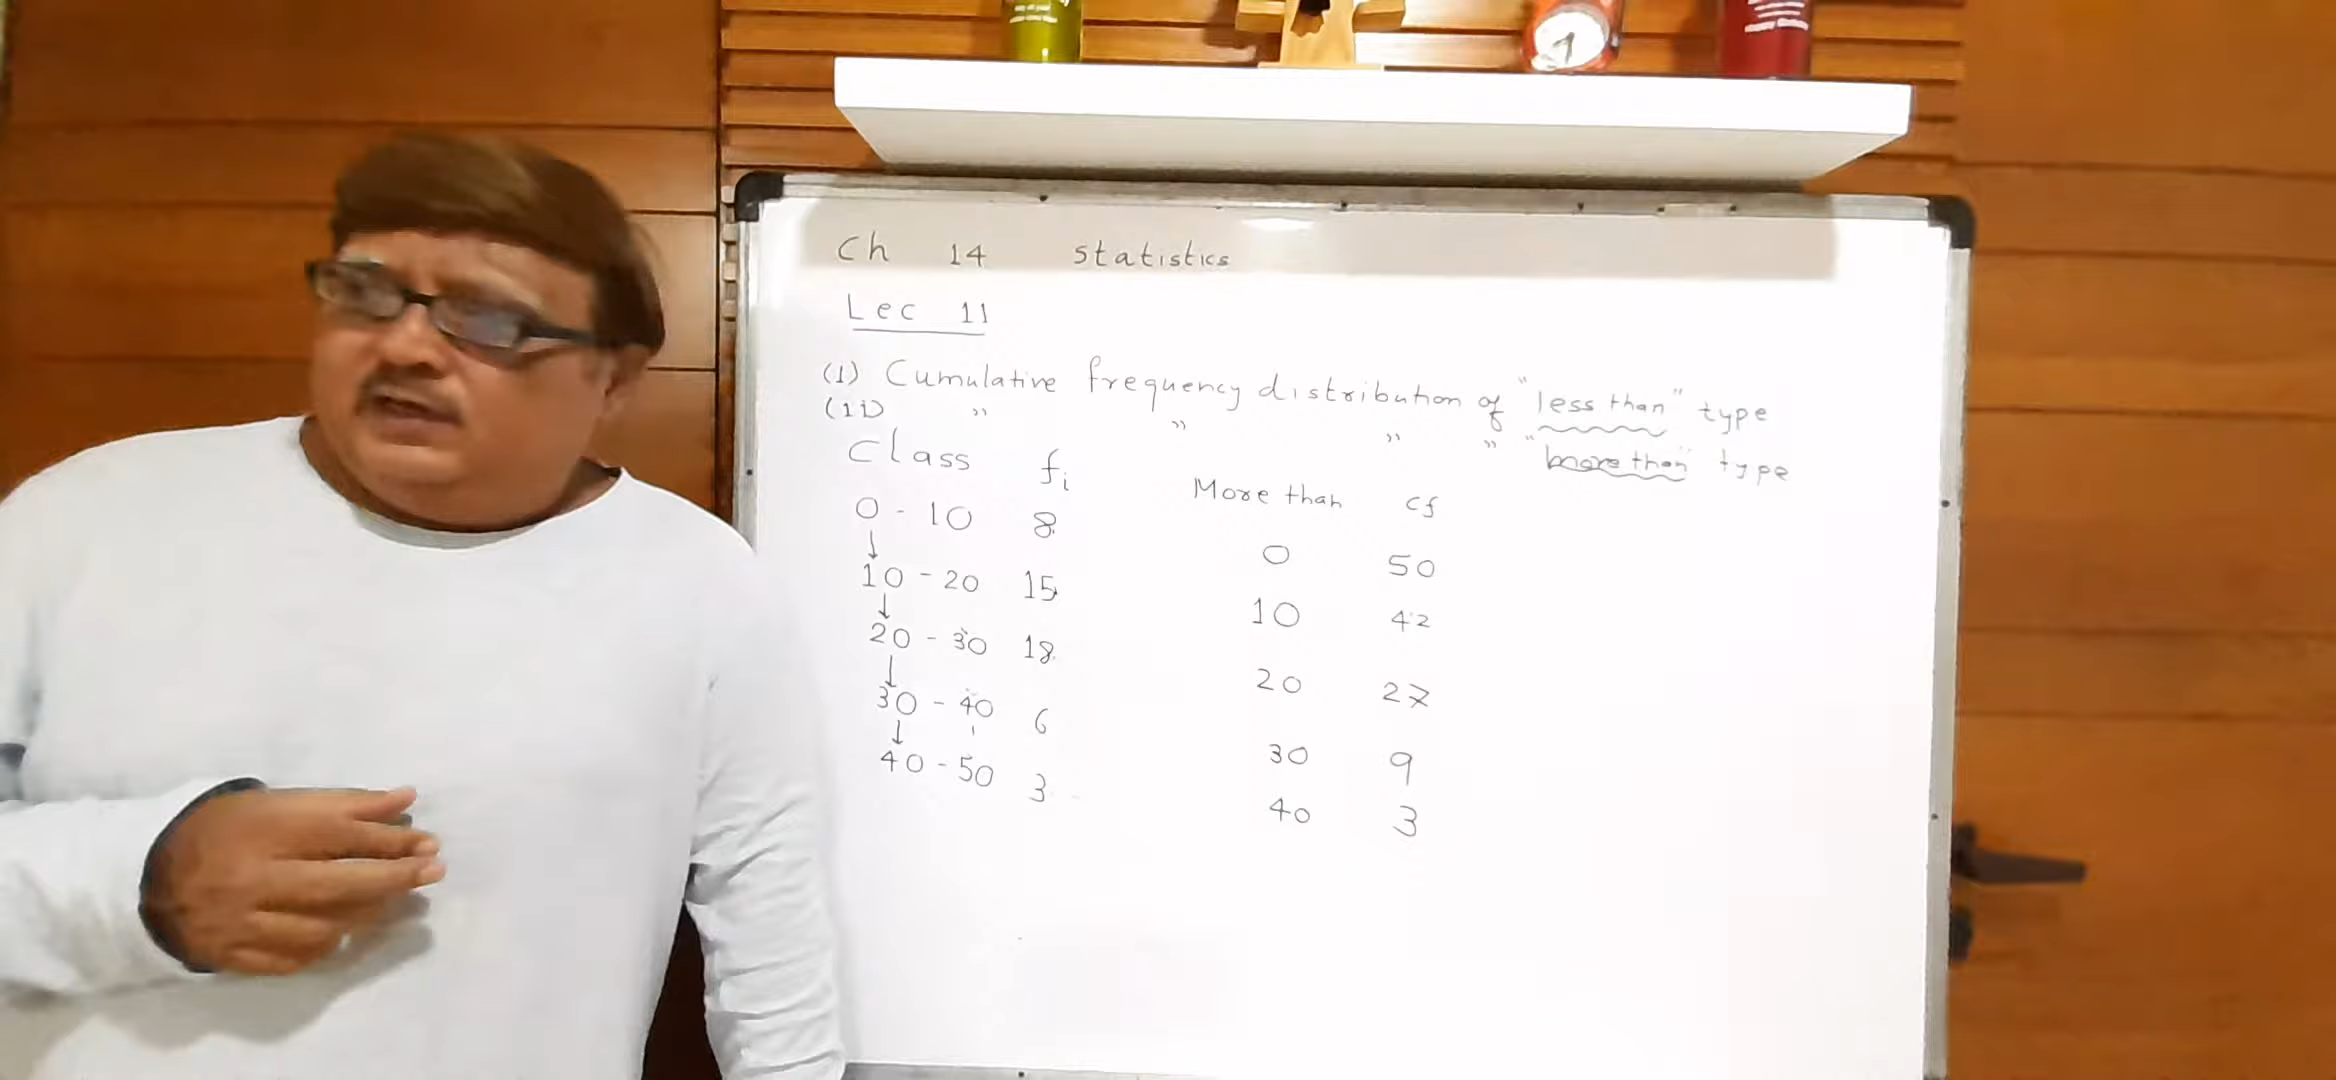 Ch 14 statistics
Lec 11
(1) Cumulative frequency distribution of "less than" type
(1i) " " " " "more than" type
Class fi More than cf
0 - 10 8 0 50
10 - 20 15 10 42
20 - 30 18 20 27
30 - 40 6 30 9
40 - 50 3 40 3